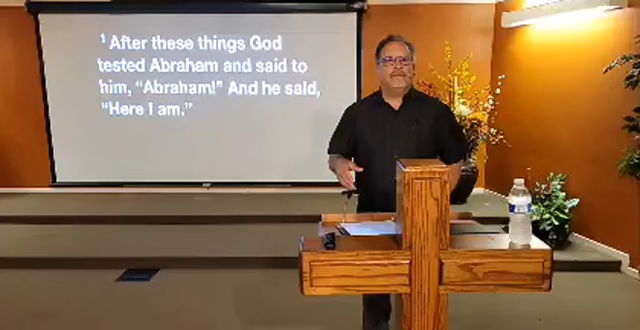 1 After these things God
tested Abraham and said to
him, “Abraham!” And he said,
“Here I am.”